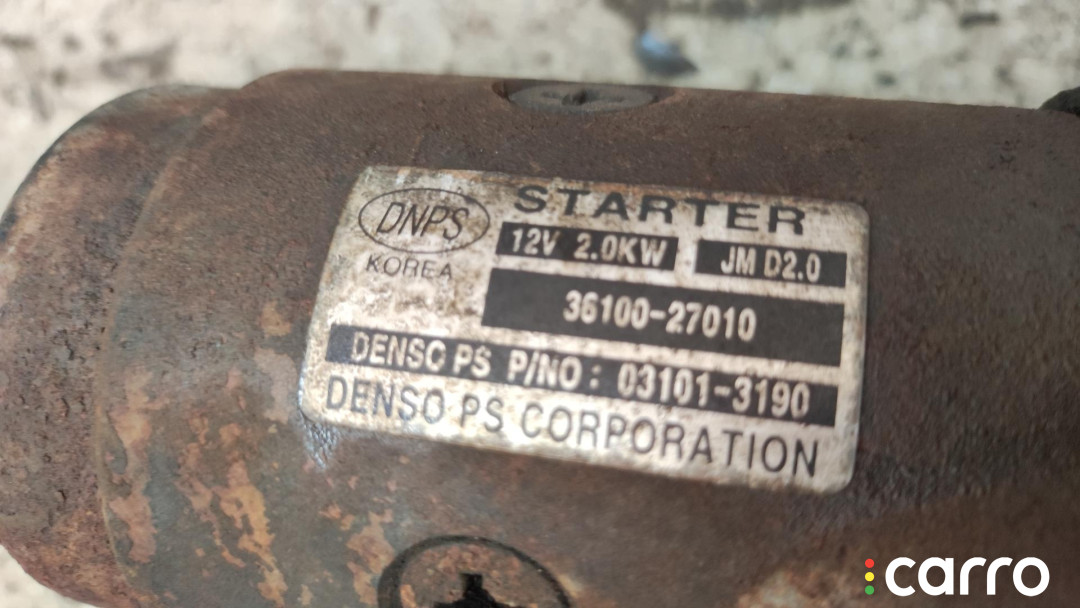 DNPS
KOREA
STARTER
12V 2.0KW JM D2.0
36100-27010
DENSO PS P/NO : 03101-3190
DENSO PS CORPORATION
carro